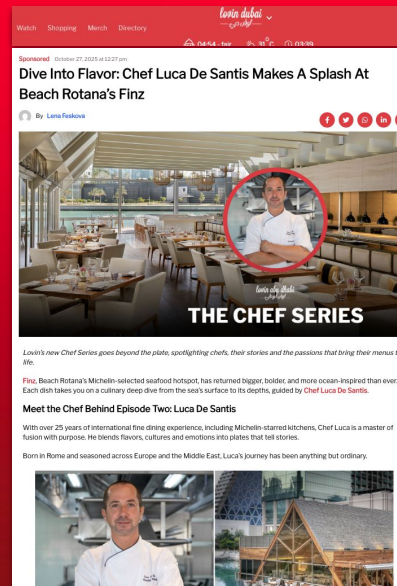 lovin dubai
Watch Shopping Merch Directory
04:54 - fajr 31°C 03:39
Sponsored October 27, 2025 at 12:27 pm
Dive Into Flavor: Chef Luca De Santis Makes A Splash At
Beach Rotana's Finz
By Lena Feskova
lovin abu dhabi
THE CHEF SERIES
Lovin's new Chef Series goes beyond the plate, spotlighting chefs, their stories and the passions that bring their menus t
life.
Finz, Beach Rotana's Michelin-selected seafood hotspot, has returned bigger, bolder, and more ocean-inspired than ever.
Each dish takes you on a culinary deep dive from the sea's surface to its depths, guided by Chef Luca De Santis.
Meet the Chef Behind Episode Two: Luca De Santis
With over 25 years of international fine dining experience, including Michelin-starred kitchens, Chef Luca is a master of
fusion with purpose. He blends flavors, cultures and emotions into plates that tell stories.
Born in Rome and seasoned across Europe and the Middle East, Luca's journey has been anything but ordinary.